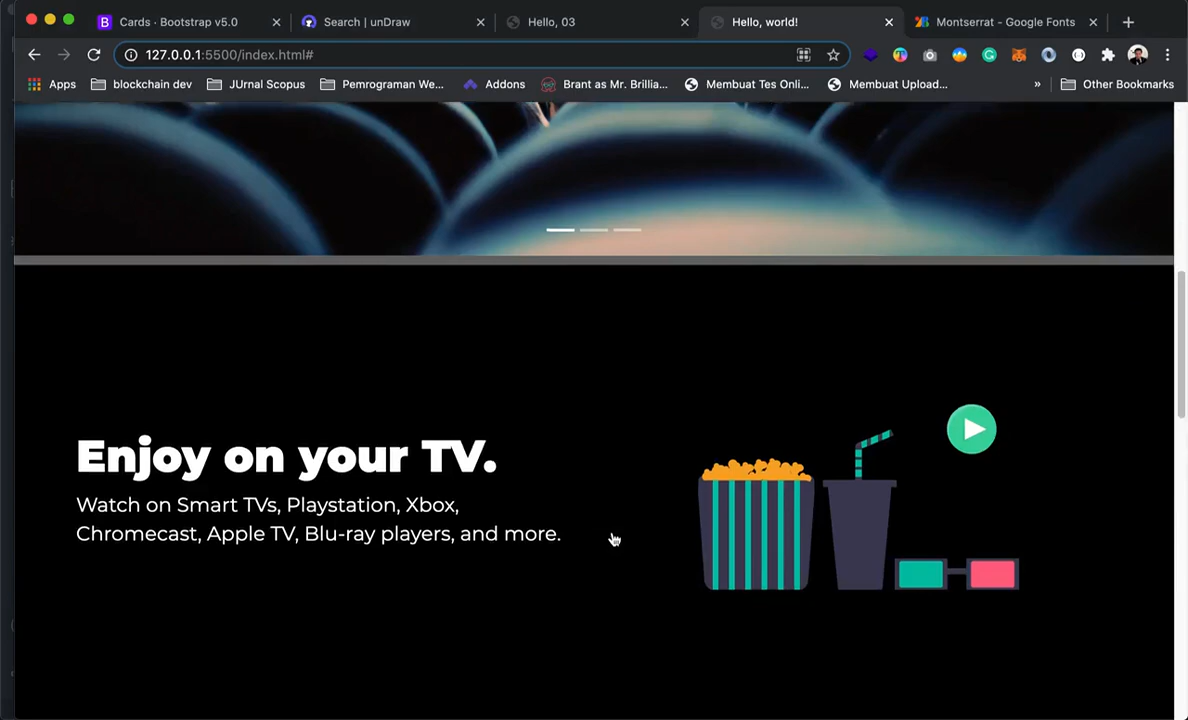 Cards · Bootstrap v5.0
Search | unDraw
Hello, 03
Hello, world!
Montserrat - Google Fonts
127.0.0.1:5500/index.html#
Apps
blockchain dev
JUrnal Scopus
Pemrograman We...
Addons
Brant as Mr. Brillia...
Membuat Tes Onli...
Membuat Upload...
»
Other Bookmarks
Enjoy on your TV.
Watch on Smart TVs, Playstation, Xbox,
Chromecast, Apple TV, Blu-ray players, and more.